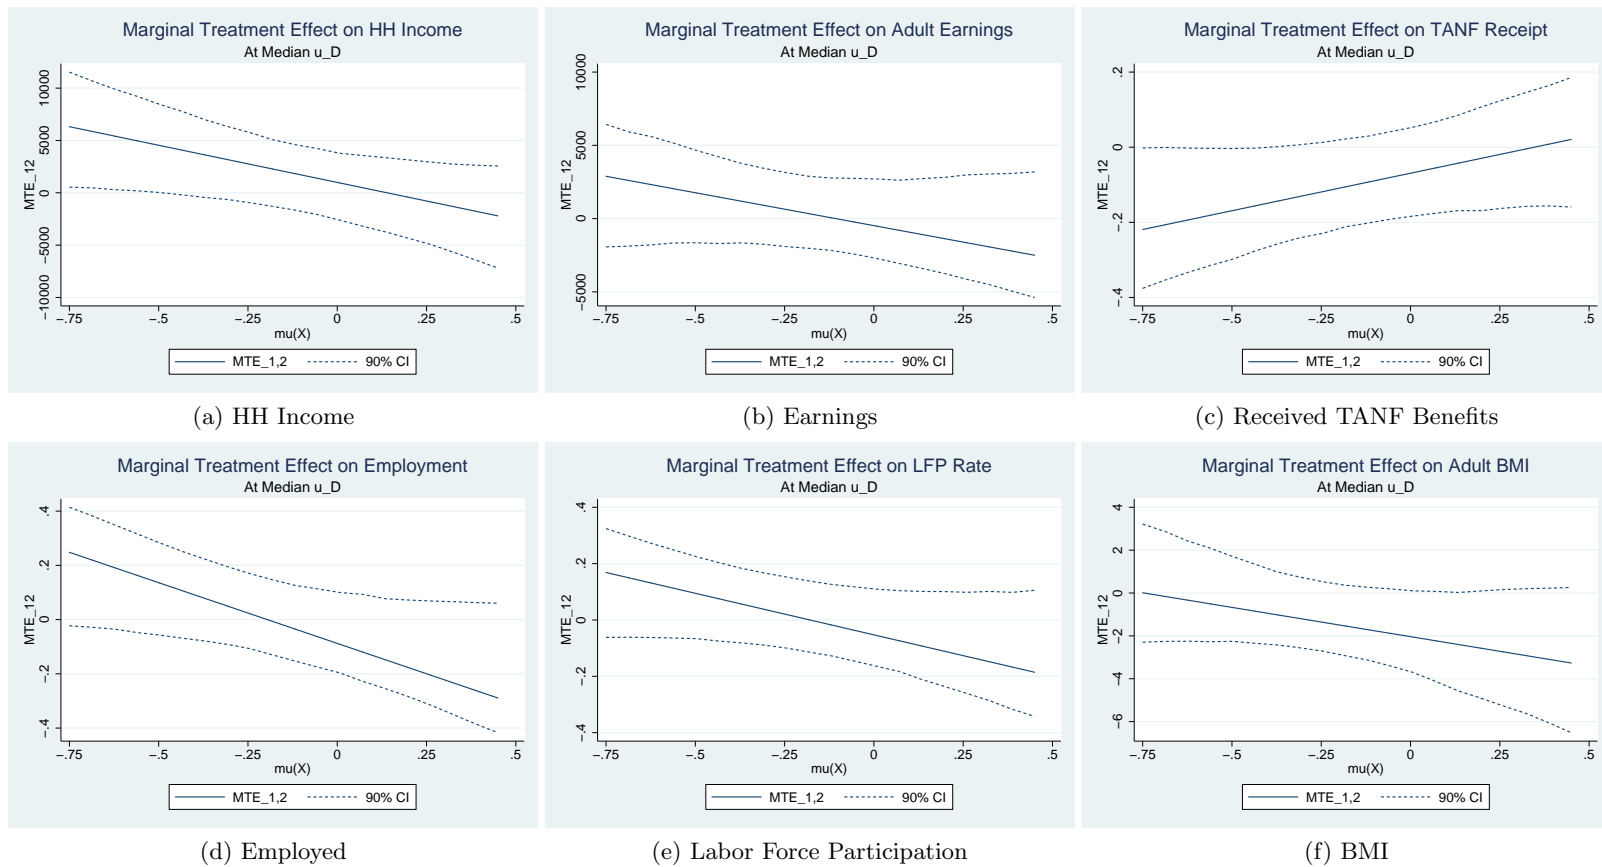 Marginal Treatment Effect on HH Income
At Median u_D
MTE_12
10000
5000
0
−5000
−10000
−.75
−.5
−.25
0
.25
.5
mu(X)
MTE_1,2
90% CI
(a) HH Income
Marginal Treatment Effect on Adult Earnings
At Median u_D
MTE_12
10000
5000
0
−5000
−.75
−.5
−.25
0
.25
.5
mu(X)
MTE_1,2
90% CI
(b) Earnings
Marginal Treatment Effect on TANF Receipt
At Median u_D
MTE_12
.2
0
−.2
−.4
−.75
−.5
−.25
0
.25
.5
mu(X)
MTE_1,2
90% CI
(c) Received TANF Benefits
Marginal Treatment Effect on Employment
At Median u_D
MTE_12
.4
.2
0
−.2
−.4
−.75
−.5
−.25
0
.25
.5
mu(X)
MTE_1,2
90% CI
(d) Employed
Marginal Treatment Effect on LFP Rate
At Median u_D
MTE_12
.4
.2
0
−.2
−.4
−.75
−.5
−.25
0
.25
.5
mu(X)
MTE_1,2
90% CI
(e) Labor Force Participation
Marginal Treatment Effect on Adult BMI
At Median u_D
MTE_12
4
2
0
−2
−4
−6
−.75
−.5
−.25
0
.25
.5
mu(X)
MTE_1,2
90% CI
(f) BMI